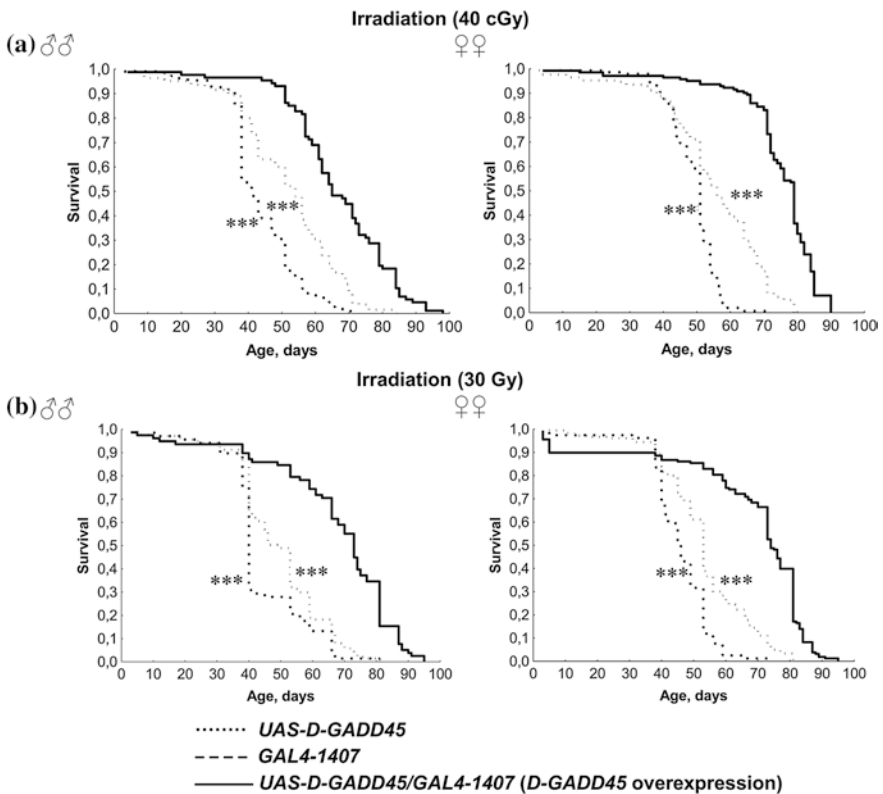 Irradiation (40 cGy)
(a) ♂♂ ♀♀
1,0 1,0
0,9 0,9
0,8 0,8
0,7 0,7
0,6 0,6
0,5 0,5
0,4 0,4
0,3 0,3
0,2 0,2
0,1 0,1
0,0 0,0
Survival Survival
*** *** *** ***
0 10 20 30 40 50 60 70 80 90 100 0 10 20 30 40 50 60 70 80 90 100
Age, days Age, days
Irradiation (30 Gy)
(b) ♂♂ ♀♀
1,0 1,0
0,9 0,9
0,8 0,8
0,7 0,7
0,6 0,6
0,5 0,5
0,4 0,4
0,3 0,3
0,2 0,2
0,1 0,1
0,0 0,0
Survival Survival
*** *** *** ***
0 10 20 30 40 50 60 70 80 90 100 0 10 20 30 40 50 60 70 80 90 100
Age, days Age, days
UAS-D-GADD45
GAL4-1407
UAS-D-GADD45/GAL4-1407 (D-GADD45 overexpression)